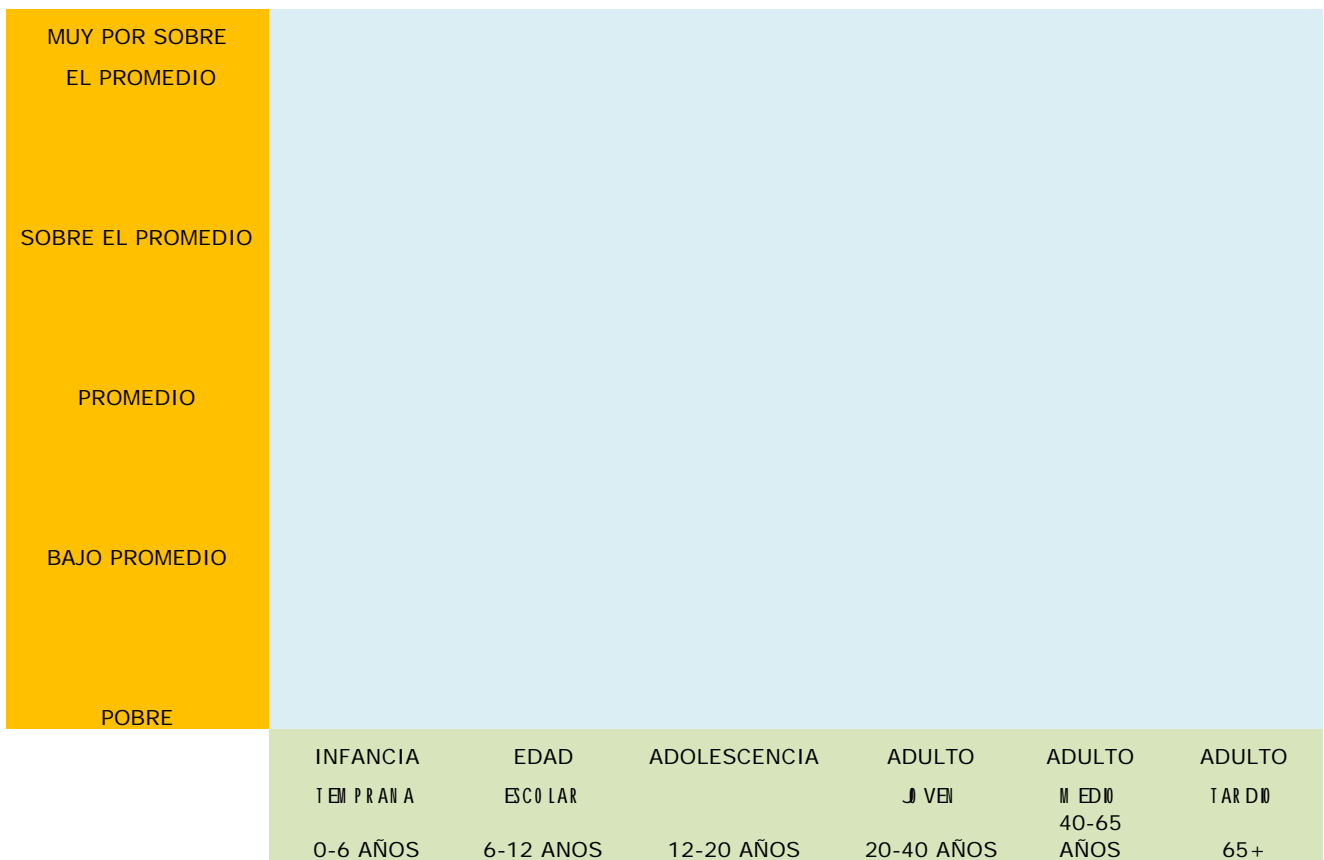 MUY POR SOBRE
EL PROMEDIO
SOBRE EL PROMEDIO
PROMEDIO
BAJO PROMEDIO
POBRE
INFANCIA EDAD ADOLESCENCIA ADULTO ADULTO ADULTO
TEMPRANA ESCOLAR JOVEN MEDIO TARDIO
40-65
0-6 AÑOS 6-12 ANOS 12-20 AÑOS 20-40 AÑOS AÑOS 65+